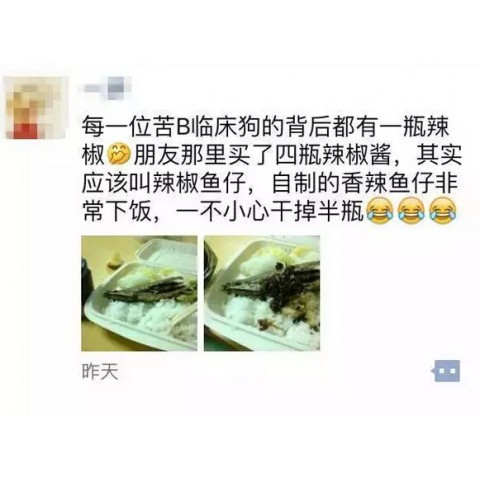 每一位苦B临床狗的背后都有一瓶辣
椒🤣朋友那里买了四瓶辣椒酱，其实
应该叫辣椒鱼仔，自制的香辣鱼仔非
常下饭，一不小心干掉半瓶😂😂😂
昨天